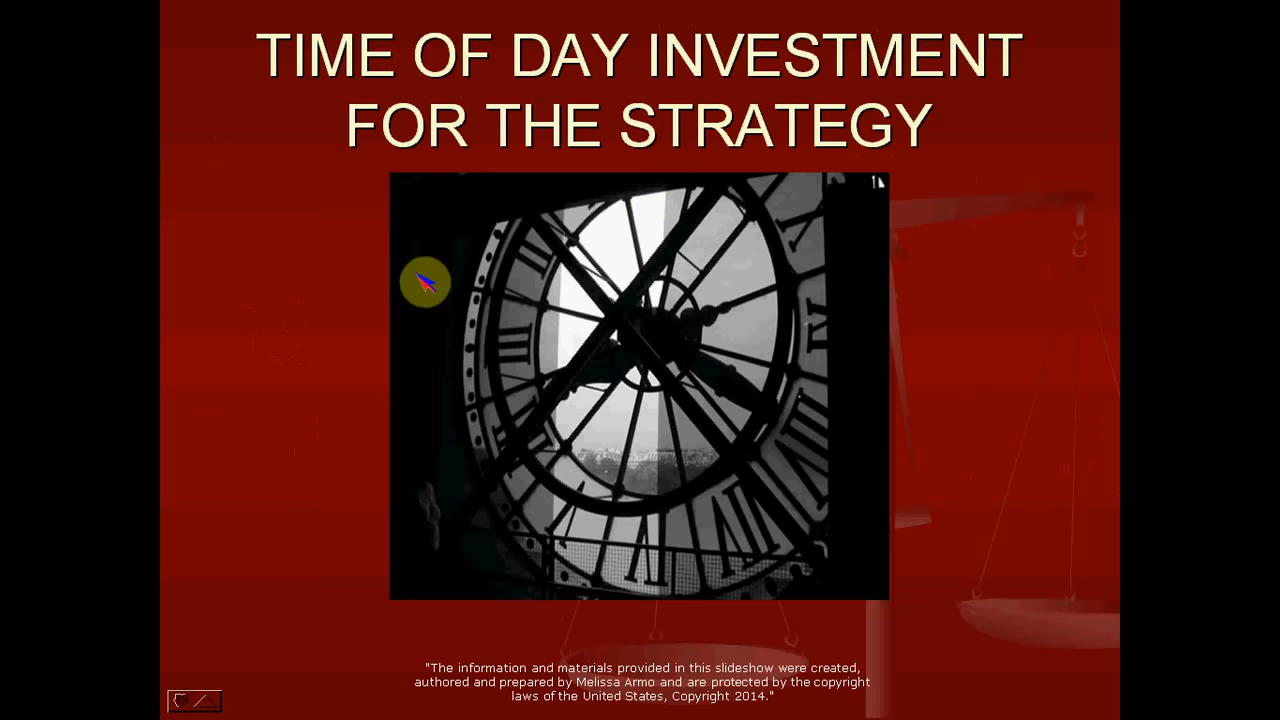 TIME OF DAY INVESTMENT
FOR THE STRATEGY
"The information and materials provided in this slideshow were created,
authored and prepared by Melissa Armo and are protected by the copyright
laws of the United States, Copyright 2014."